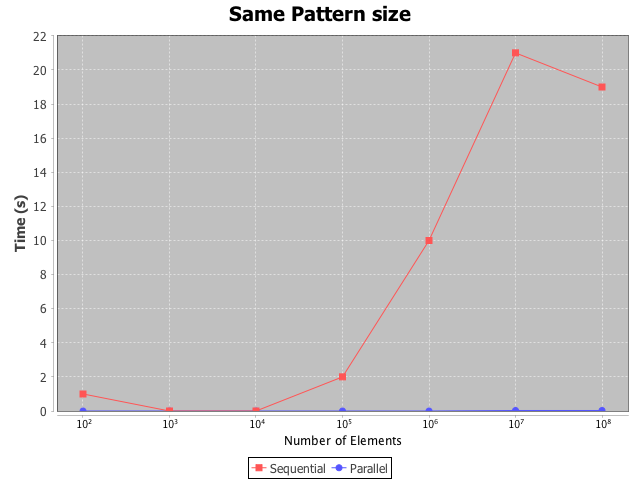 Same Pattern size
22
20
18
16
14
12
10
8
6
4
2
0
Time (s)
10² 10³ 10⁴ 10⁵ 10⁶ 10⁷ 10⁸
Number of Elements
Sequential Parallel